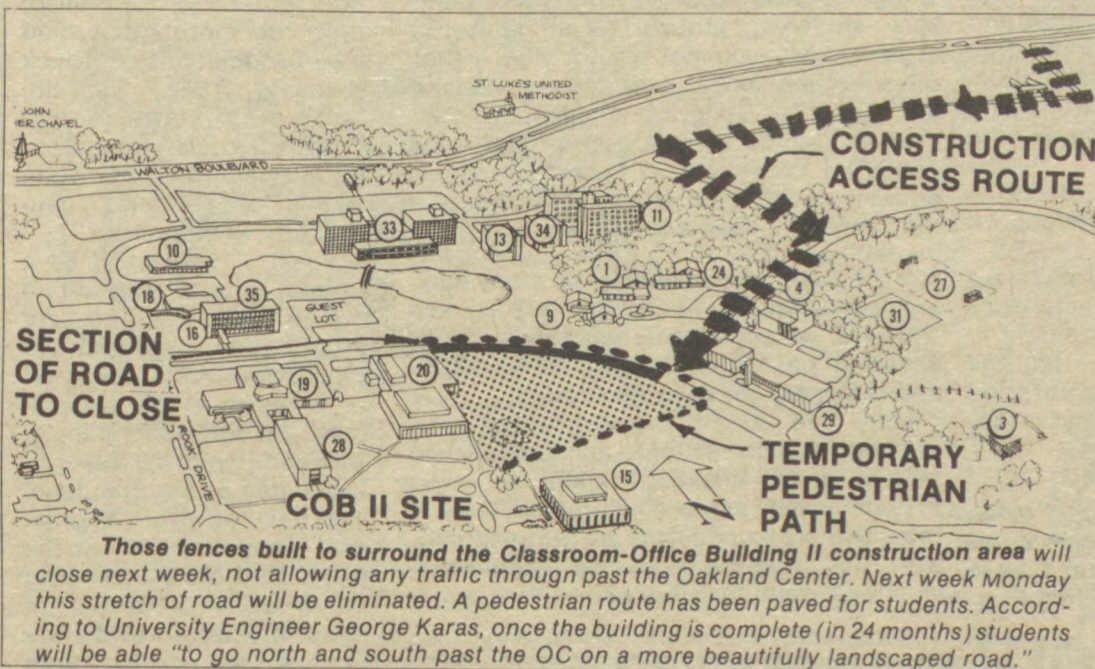 ST. LUKE'S UNITED
METHODIST
JOHN
ER CHAPEL
WALTON BOULEVARD
CONSTRUCTION
ACCESS ROUTE
33
13
34
11
10
1
24
4
27
18
35
9
31
16
GUEST
LOT
SECTION
OF ROAD
TO CLOSE
20
19
29
3
28
DRIVE
15
N
COB II SITE
TEMPORARY
PEDESTRIAN
PATH
Those fences built to surround the Classroom-Office Building II construction area will
close next week, not allowing any traffic through past the Oakland Center. Next week Monday
this stretch of road will be eliminated. A pedestrian route has been paved for students. Accord-
ing to University Engineer George Karas, once the building is complete (in 24 months) students
will be able "to go north and south past the OC on a more beautifully landscaped road."